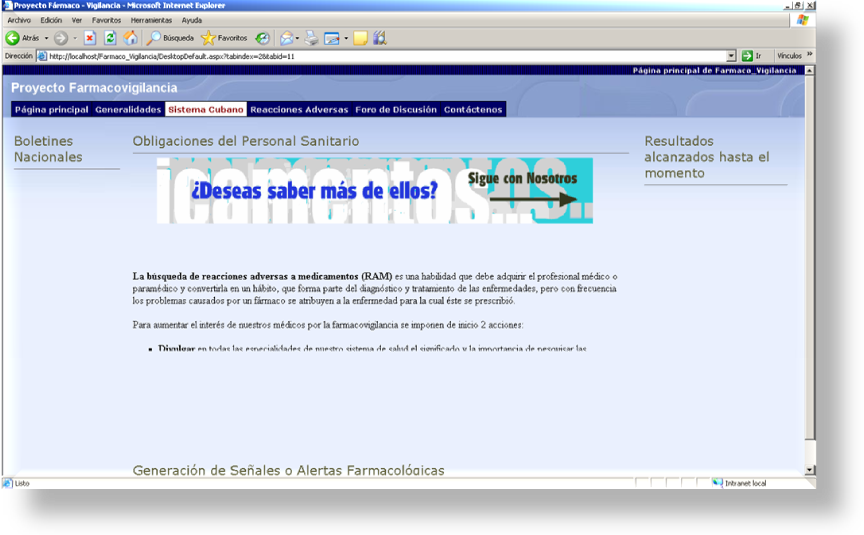 Proyecto Fármaco - Vigilancia - Microsoft Internet Explorer
Archivo Edición Ver Favoritos Herramientas Ayuda
Atrás Búsqueda Favoritos
Dirección http://localhost/Farmaco_Vigilancia/DesktopDefault.aspx?tabindex=2&tabid=11 Ir Vínculos »
Página principal de Farmaco_Vigilancia
Proyecto Farmacovigilancia
Página principal Generalidades Sistema Cubano Reacciones Adversas Foro de Discusión Contáctenos
Boletines
Nacionales
Obligaciones del Personal Sanitario
icamentos...
¿Deseas saber más de ellos?
Sigue con Nosotros
La búsqueda de reacciones adversas a medicamentos (RAM) es una habilidad que debe adquirir el profesional médico o
paramédico y convertirla en un hábito, que forma parte del diagnóstico y tratamiento de las enfermedades, pero con frecuencia
los problemas causados por un fármaco se atribuyen a la enfermedad para la cual éste se prescribió.
Para aumentar el interés de nuestros médicos por la farmacovigilancia se imponen de inicio 2 acciones:
▪ Divulgar en todas las especialidades de nuestro sistema de salud el significado y la importancia de pesquisar las
Generación de Señales o Alertas Farmacológicas
Resultados
alcanzados hasta el
momento
Listo Intranet local